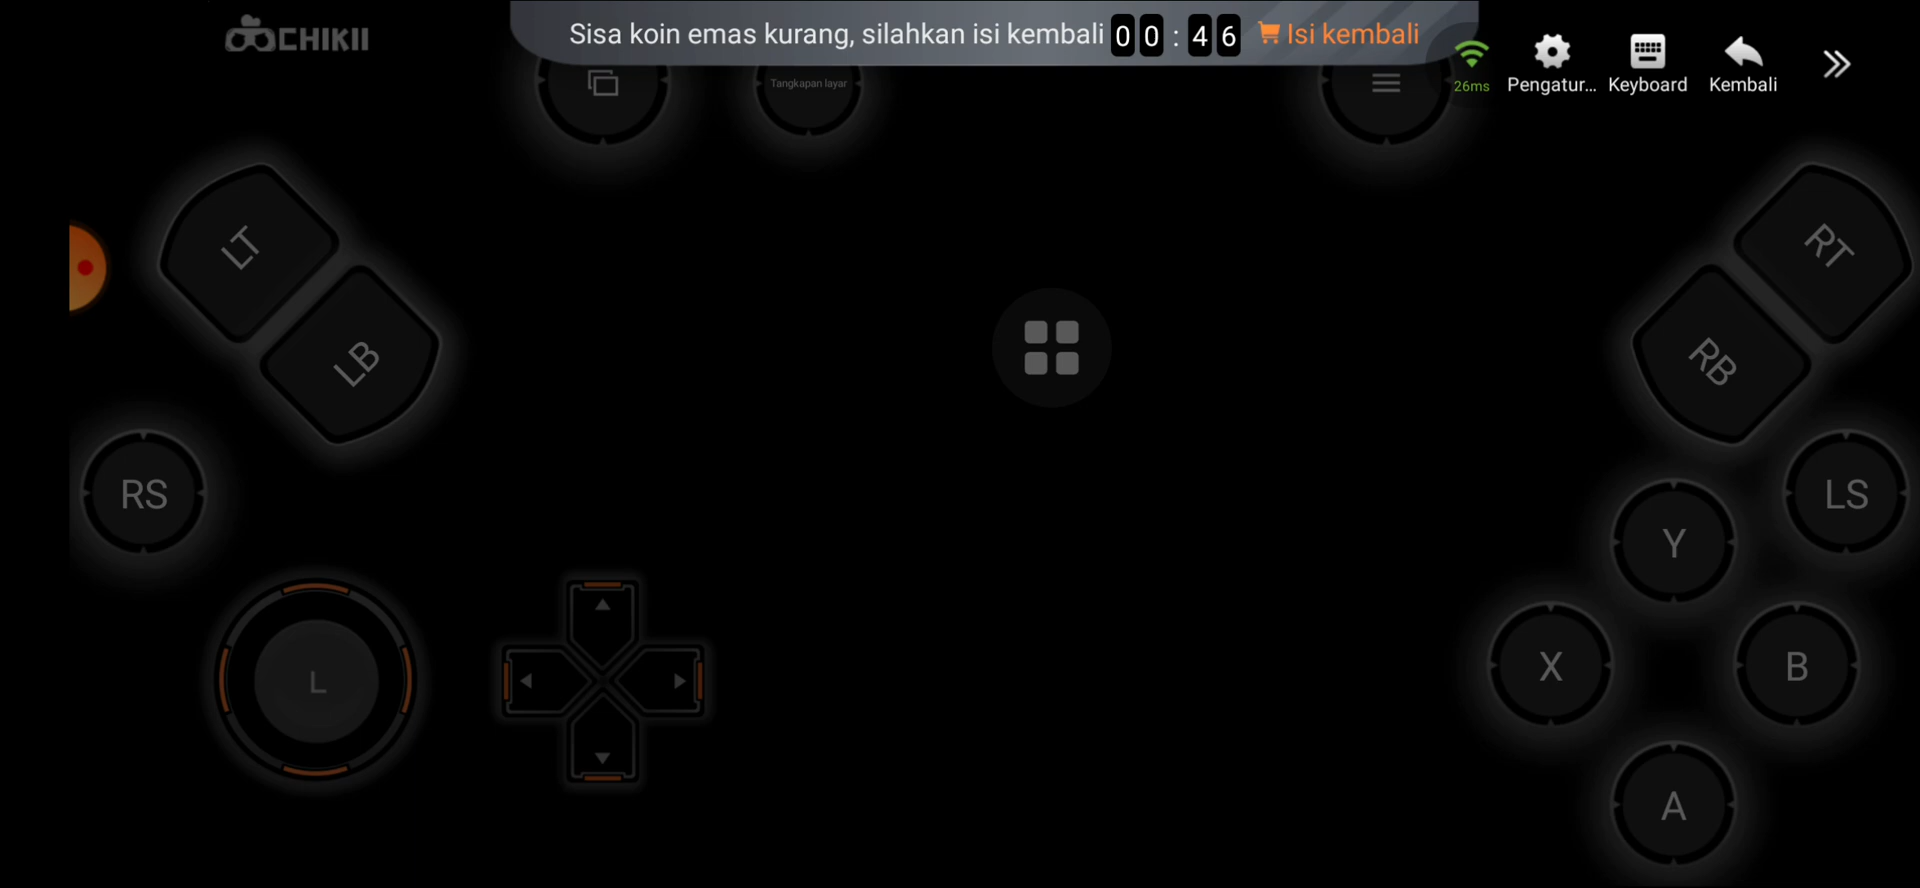 CHIKII
Sisa koin emas kurang, silahkan isi kembali 00:46 Isi kembali
26ms
Pengatur...
Keyboard
Kembali
Tangkapan layar
LT
RT
LB
RB
RS
LS
Y
L
X
B
A